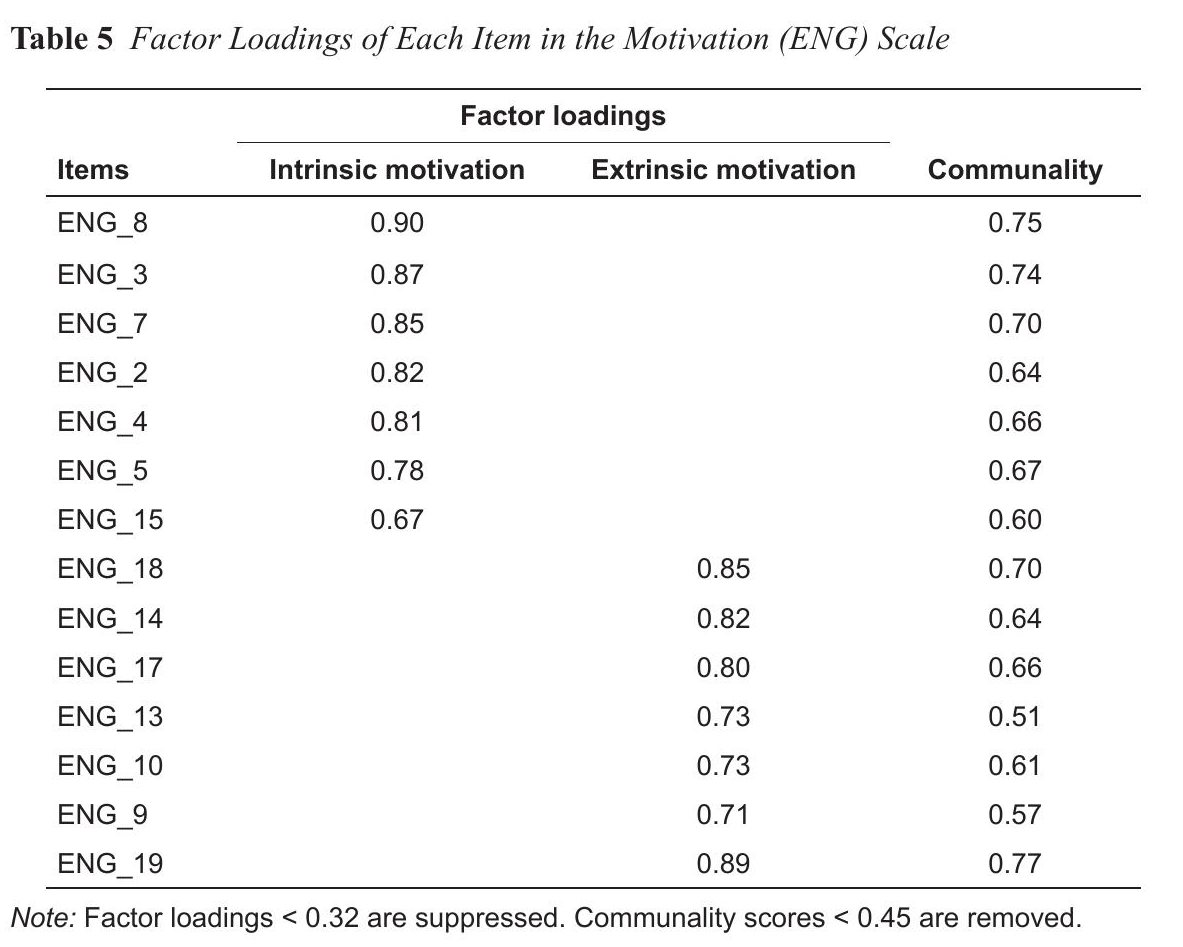 Table 5 Factor Loadings of Each Item in the Motivation (ENG) Scale
Factor loadings
Items Intrinsic motivation Extrinsic motivation Communality
ENG_8 0.90 0.75
ENG_3 0.87 0.74
ENG_7 0.85 0.70
ENG_2 0.82 0.64
ENG_4 0.81 0.66
ENG_5 0.78 0.67
ENG_15 0.67 0.60
ENG_18 0.85 0.70
ENG_14 0.82 0.64
ENG_17 0.80 0.66
ENG_13 0.73 0.51
ENG_10 0.73 0.61
ENG_9 0.71 0.57
ENG_19 0.89 0.77
Note: Factor loadings < 0.32 are suppressed. Communality scores < 0.45 are removed.